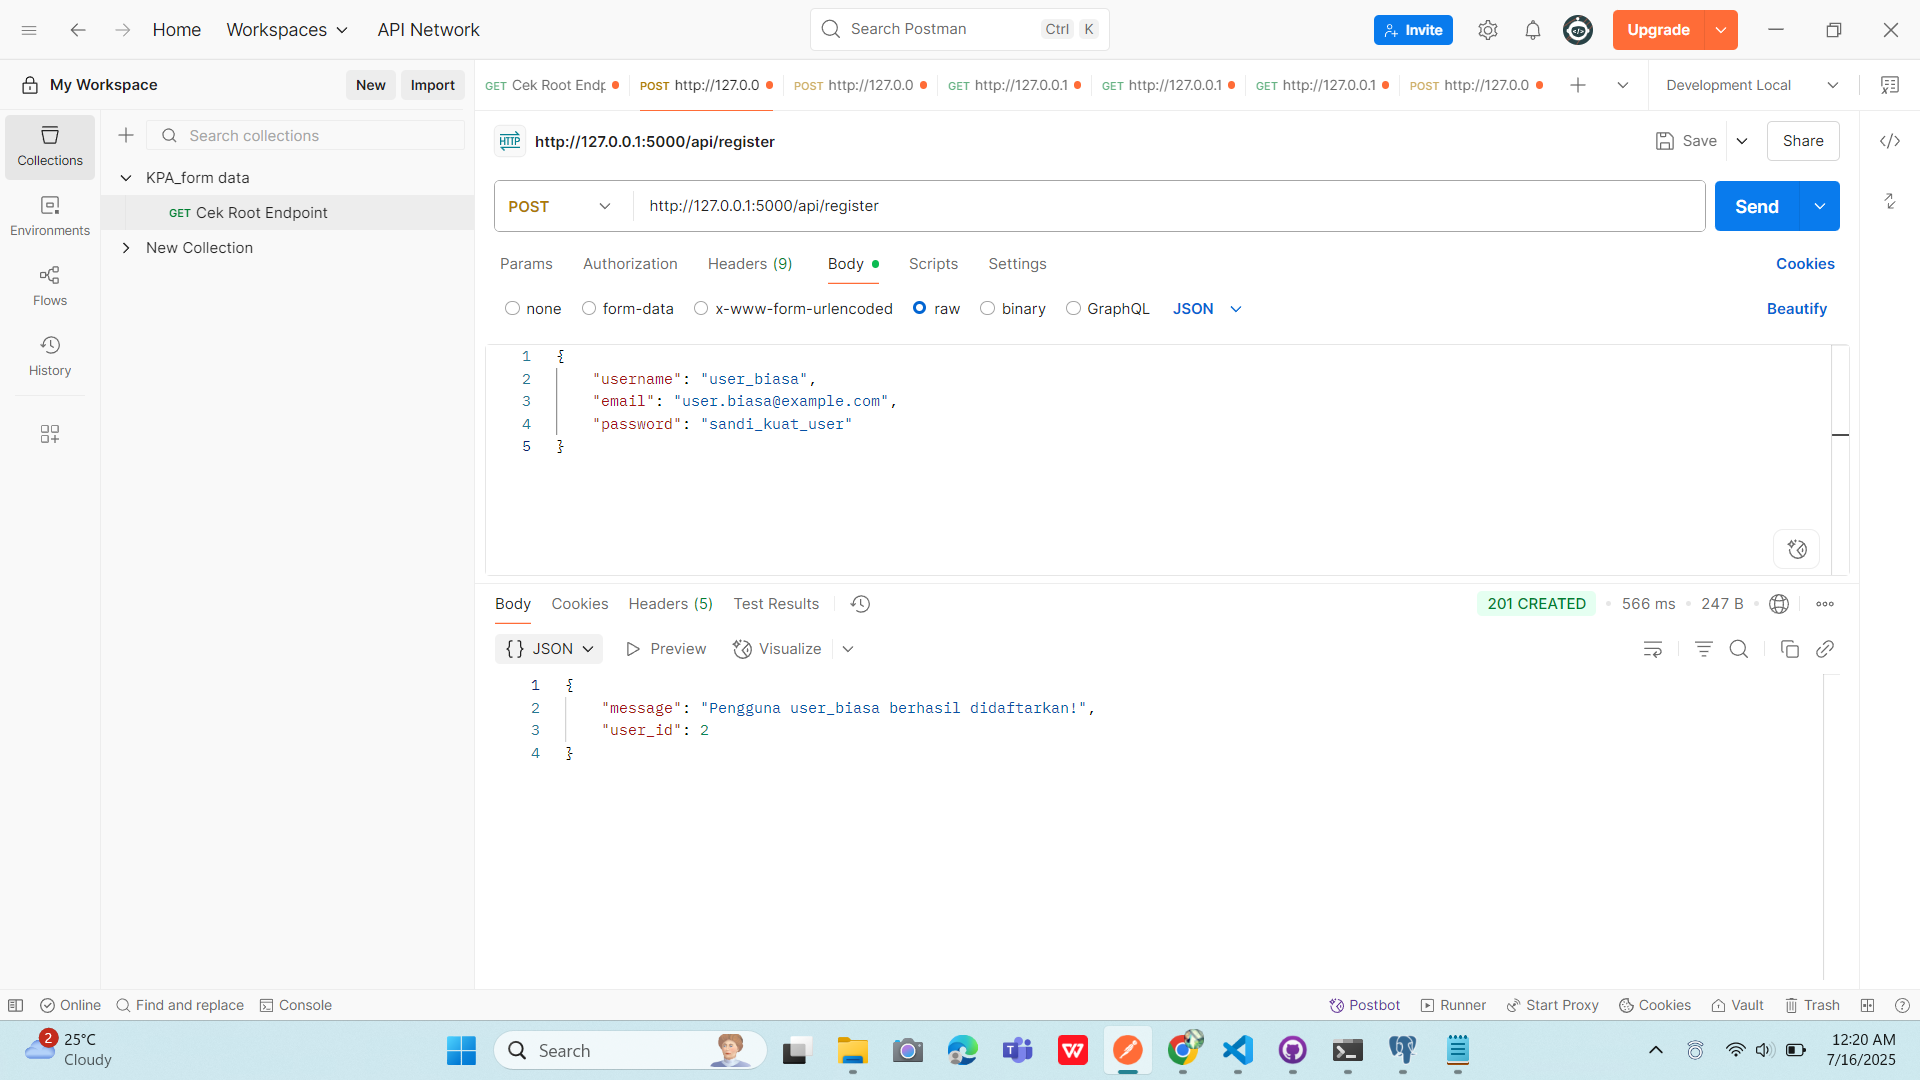 Home Workspaces API Network Search Postman Ctrl K Invite Upgrade
My Workspace New Import GET Cek Root Endp POST http://127.0.0 POST http://127.0.0 GET http://127.0.0.1 GET http://127.0.0.1 GET http://127.0.0.1 POST http://127.0.0 Development Local
Collections
Environments
Flows
History
Search collections
KPA_form data
GET Cek Root Endpoint
New Collection
HTTP http://127.0.0.1:5000/api/register Save Share
POST http://127.0.0.1:5000/api/register Send
Params Authorization Headers (9) Body Scripts Settings Cookies
none form-data x-www-form-urlencoded raw binary GraphQL JSON Beautify
1 {
2 "username": "user_biasa",
3 "email": "user.biasa@example.com",
4 "password": "sandi_kuat_user"
5 }
Body Cookies Headers (5) Test Results 201 CREATED 566 ms 247 B
{} JSON Preview Visualize
1 {
2 "message": "Pengguna user_biasa berhasil didaftarkan!",
3 "user_id": 2
4 }
Online Find and replace Console Postbot Runner Start Proxy Cookies Vault Trash
2 25°C
Cloudy
Search
12:20 AM
7/16/2025